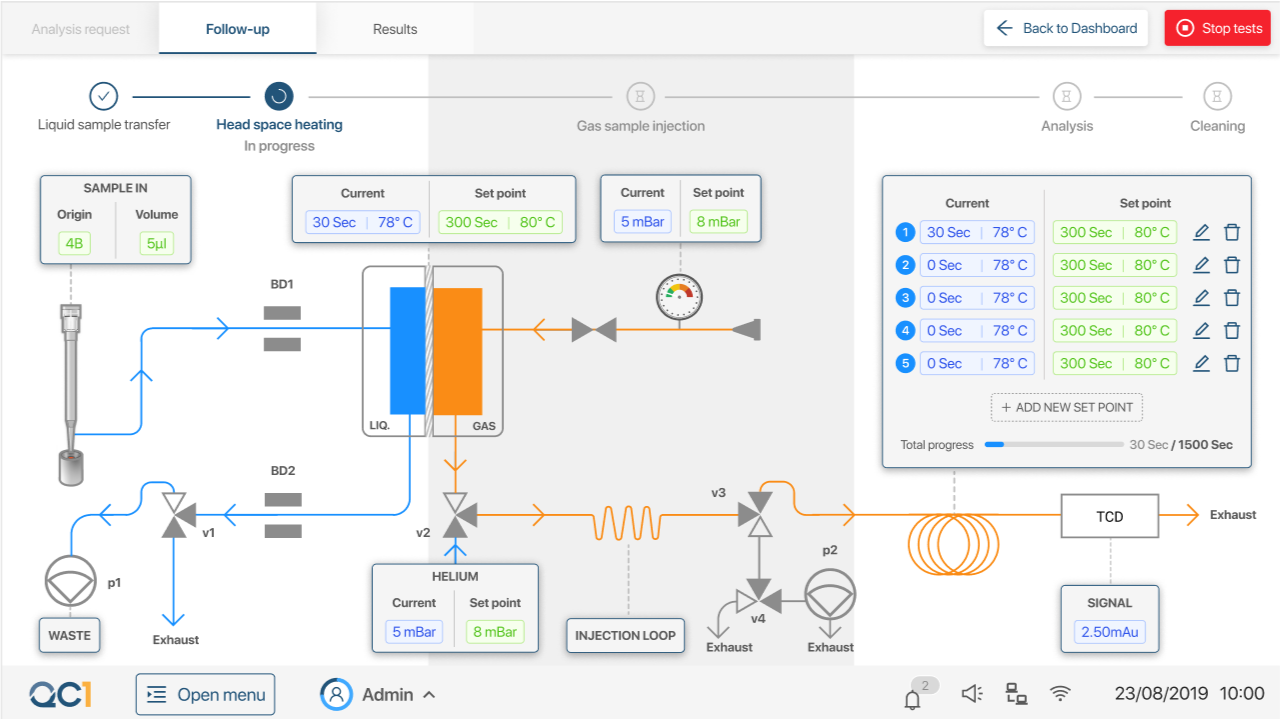 Analysis request
Follow-up
Results
Back to Dashboard
Stop tests
Liquid sample transfer
Head space heating
In progress
Gas sample injection
Analysis
Cleaning
SAMPLE IN
Origin Volume
4B 5µl
Current Set point
30 Sec 78° C 300 Sec 80° C
Current Set point
5 mBar 8 mBar
Current Set point
1 30 Sec 78° C 300 Sec 80° C
2 0 Sec 78° C 300 Sec 80° C
3 0 Sec 78° C 300 Sec 80° C
4 0 Sec 78° C 300 Sec 80° C
5 0 Sec 78° C 300 Sec 80° C
+ ADD NEW SET POINT
Total progress 30 Sec / 1500 Sec
BD1
LIQ. GAS
BD2
v1
v2
v3
p2
p1
v4
TCD
Exhaust
WASTE
Exhaust
HELIUM
Current Set point
5 mBar 8 mBar
INJECTION LOOP
Exhaust
Exhaust
SIGNAL
2.50mAu
QC1
Open menu
Admin
2
23/08/2019 10:00